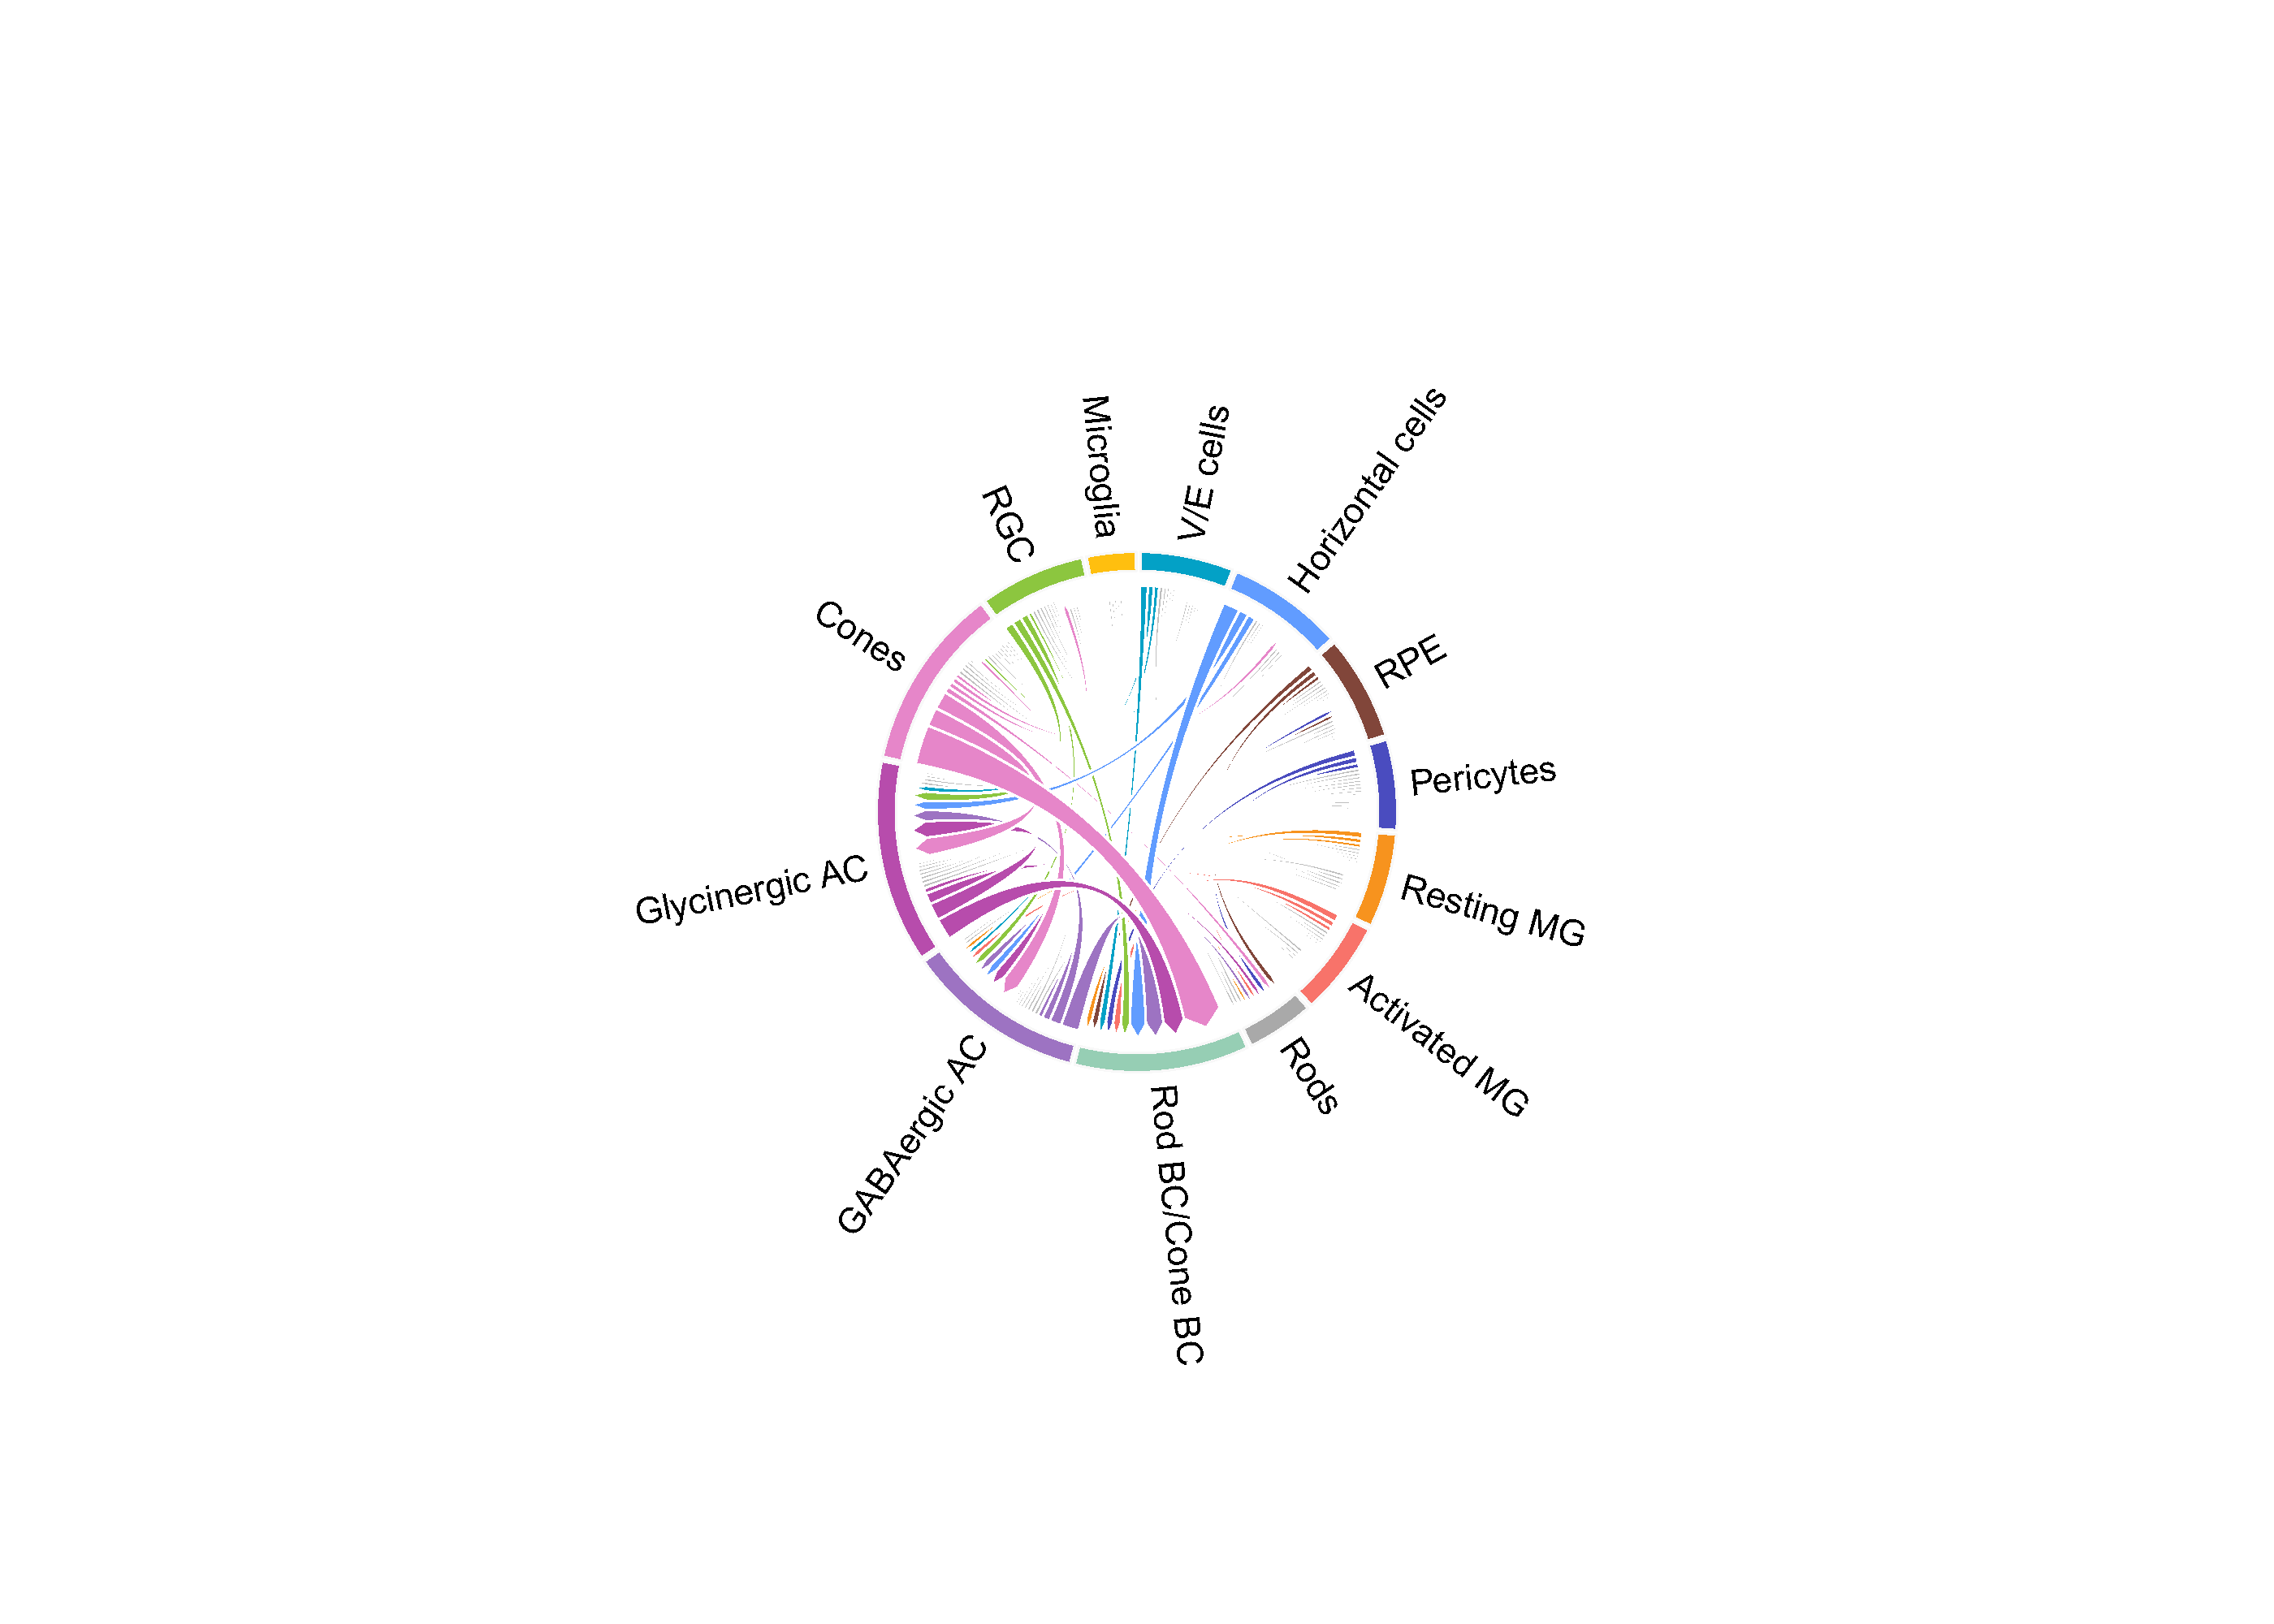 Microglia
V/E cells
Horizontal cells
RPE
Pericytes
Resting MG
Activated MG
Rods
Rod BC/Cone BC
GABAergic AC
Glycinergic AC
Cones
RGC